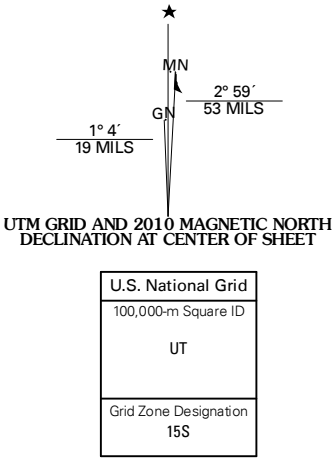 MN
2° 59´
53 MILS
GN
1° 4´
19 MILS
UTM GRID AND 2010 MAGNETIC NORTH
DECLINATION AT CENTER OF SHEET
U.S. National Grid
100,000-m Square ID
UT
Grid Zone Designation
15S